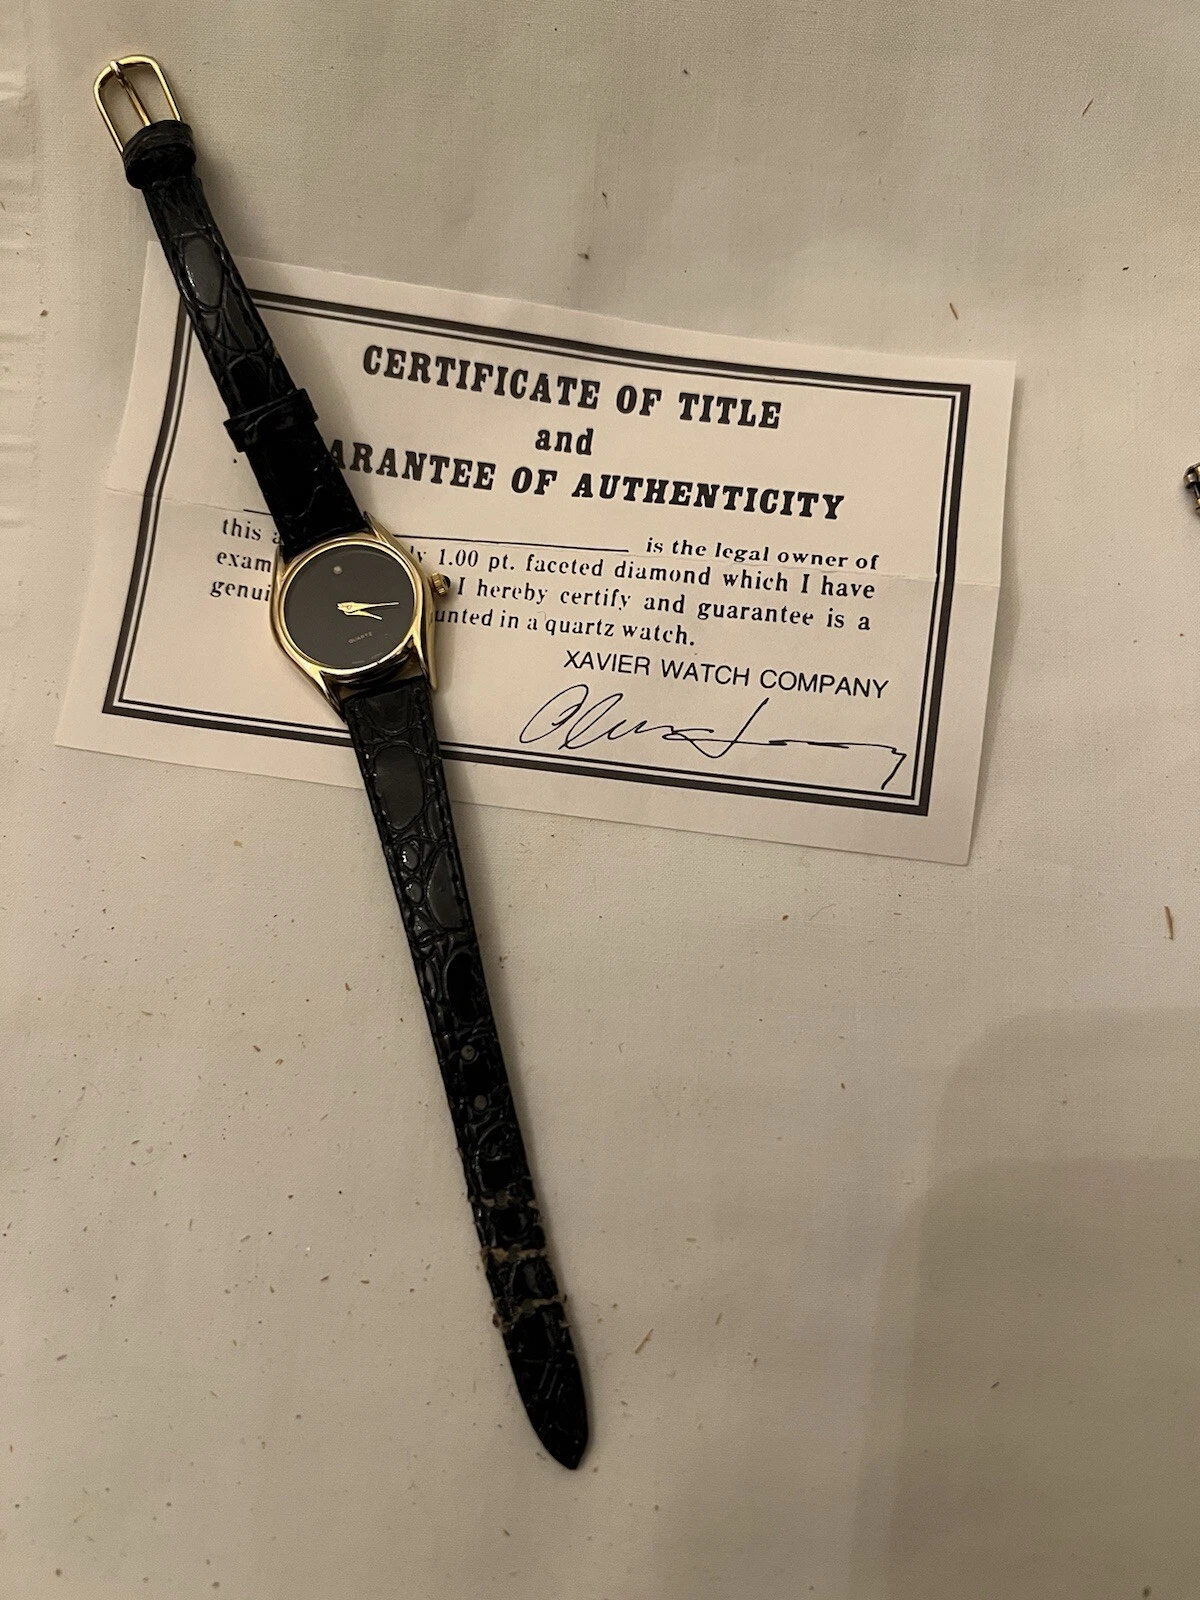 CERTIFICATE OF TITLE
and
ARANTEE OF AUTHENTICITY
is the legal owner of
this a ly 1.00 pt. faceted diamond which I have
exam I hereby certify and guarantee is a
genui unted in a quartz watch.
XAVIER WATCH COMPANY
QUARTZ